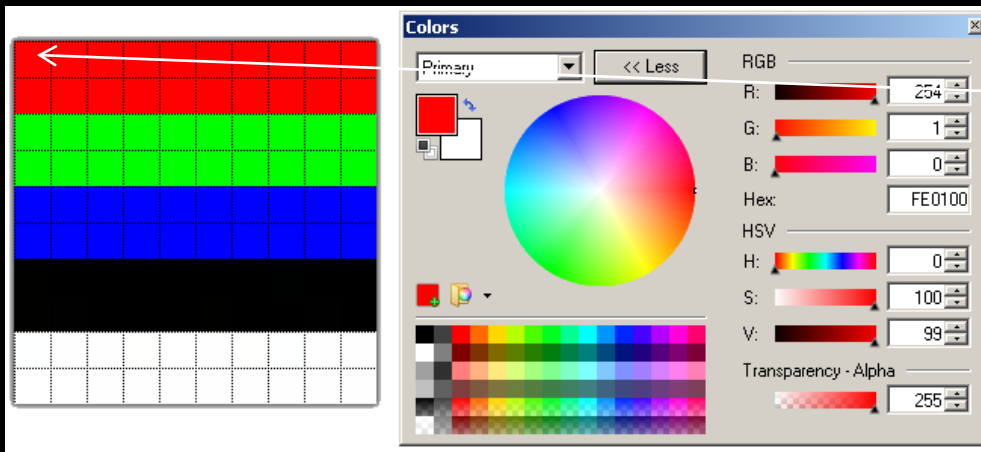 Colors
Primary
<< Less
RGB
R: 254
G: 1
B: 0
Hex: FE0100
HSV
H: 0
S: 100
V: 99
Transparency - Alpha
255